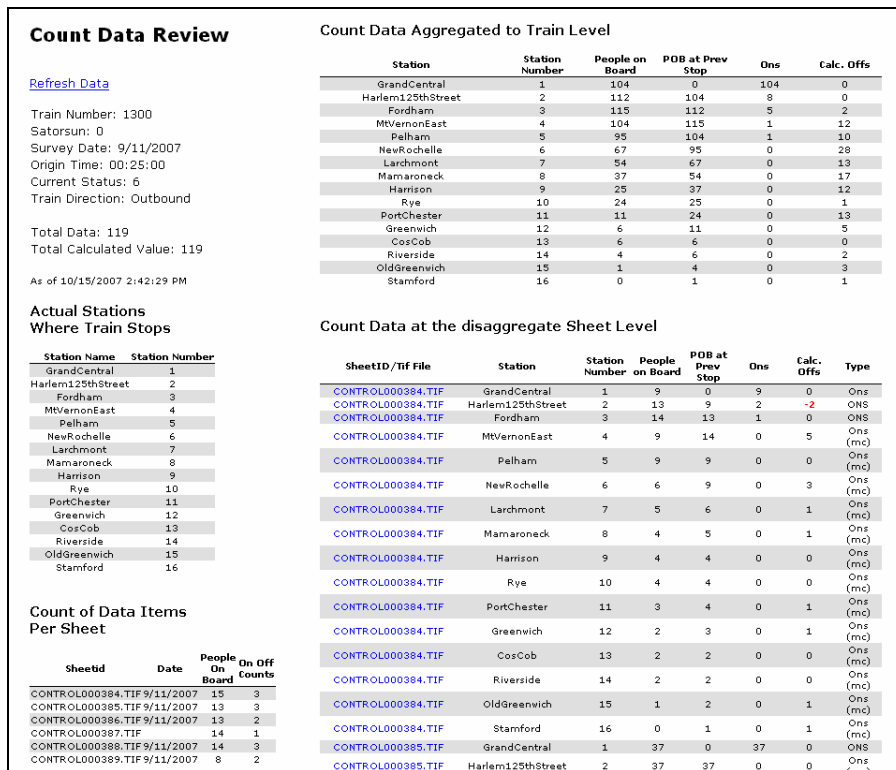 Count Data Review
Refresh Data
Train Number: 1300
Satorsun: 0
Survey Date: 9/11/2007
Origin Time: 00:25:00
Current Status: 6
Train Direction: Outbound
Total Data: 119
Total Calculated Value: 119
As of 10/15/2007 2:42:29 PM
Actual Stations
Where Train Stops
Station Name Station Number
GrandCentral 1
Harlem125thStreet 2
Fordham 3
MtVernonEast 4
Pelham 5
NewRochelle 6
Larchmont 7
Mamaroneck 8
Harrison 9
Rye 10
PortChester 11
Greenwich 12
CosCob 13
Riverside 14
OldGreenwich 15
Stamford 16
Count of Data Items
Per Sheet
Sheetid Date People On Board On Off Counts
CONTROL000384.TIF 9/11/2007 15 3
CONTROL000385.TIF 9/11/2007 13 3
CONTROL000386.TIF 9/11/2007 13 2
CONTROL000387.TIF 14 1
CONTROL000388.TIF 9/11/2007 14 3
CONTROL000389.TIF 9/11/2007 8 2
Count Data Aggregated to Train Level
Station Station Number People on Board POB at Prev Stop Ons Calc. Offs
GrandCentral 1 104 0 104 0
Harlem125thStreet 2 112 104 8 0
Fordham 3 115 112 5 2
MtVernonEast 4 104 115 1 12
Pelham 5 95 104 1 10
NewRochelle 6 67 95 0 28
Larchmont 7 54 67 0 13
Mamaroneck 8 37 54 0 17
Harrison 9 25 37 0 12
Rye 10 24 25 0 1
PortChester 11 11 24 0 13
Greenwich 12 6 11 0 5
CosCob 13 6 6 0 0
Riverside 14 4 6 0 2
OldGreenwich 15 1 4 0 3
Stamford 16 0 1 0 1
Count Data at the disaggregate Sheet Level
SheetID/Tif File Station Station Number People on Board POB at Prev Stop Ons Calc. Offs Type
CONTROL000384.TIF GrandCentral 1 9 0 9 0 Ons
CONTROL000384.TIF Harlem125thStreet 2 13 9 2 -2 ONS
CONTROL000384.TIF Fordham 3 14 13 1 0 ONS
CONTROL000384.TIF MtVernonEast 4 9 14 0 5 Ons (mc)
CONTROL000384.TIF Pelham 5 9 9 0 0 Ons (mc)
CONTROL000384.TIF NewRochelle 6 6 9 0 3 Ons (mc)
CONTROL000384.TIF Larchmont 7 5 6 0 1 Ons (mc)
CONTROL000384.TIF Mamaroneck 8 4 5 0 1 Ons (mc)
CONTROL000384.TIF Harrison 9 4 4 0 0 Ons (mc)
CONTROL000384.TIF Rye 10 4 4 0 0 Ons (mc)
CONTROL000384.TIF PortChester 11 3 4 0 1 Ons (mc)
CONTROL000384.TIF Greenwich 12 2 3 0 1 Ons (mc)
CONTROL000384.TIF CosCob 13 2 2 0 0 Ons (mc)
CONTROL000384.TIF Riverside 14 2 2 0 0 Ons (mc)
CONTROL000384.TIF OldGreenwich 15 1 2 0 1 Ons (mc)
CONTROL000384.TIF Stamford 16 0 1 0 1 Ons (mc)
CONTROL000385.TIF GrandCentral 1 37 0 37 0 ONS
CONTROL000385.TIF Harlem125thStreet 2 37 37 0 0 Ons